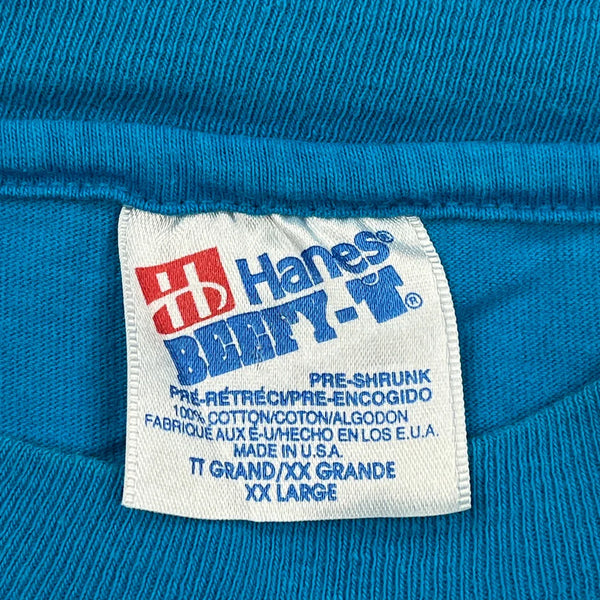 H Hanes®
BEEFY-T®
PRE-SHRUNK
PRÉ-RÉTRÉCI/PRE-ENCOGIDO
100% COTTON/COTON/ALGODON
FABRIQUÉ AUX É-U/HECHO EN LOS E.U.A.
MADE IN U.S.A.
TT GRAND/XX GRANDE
XX LARGE